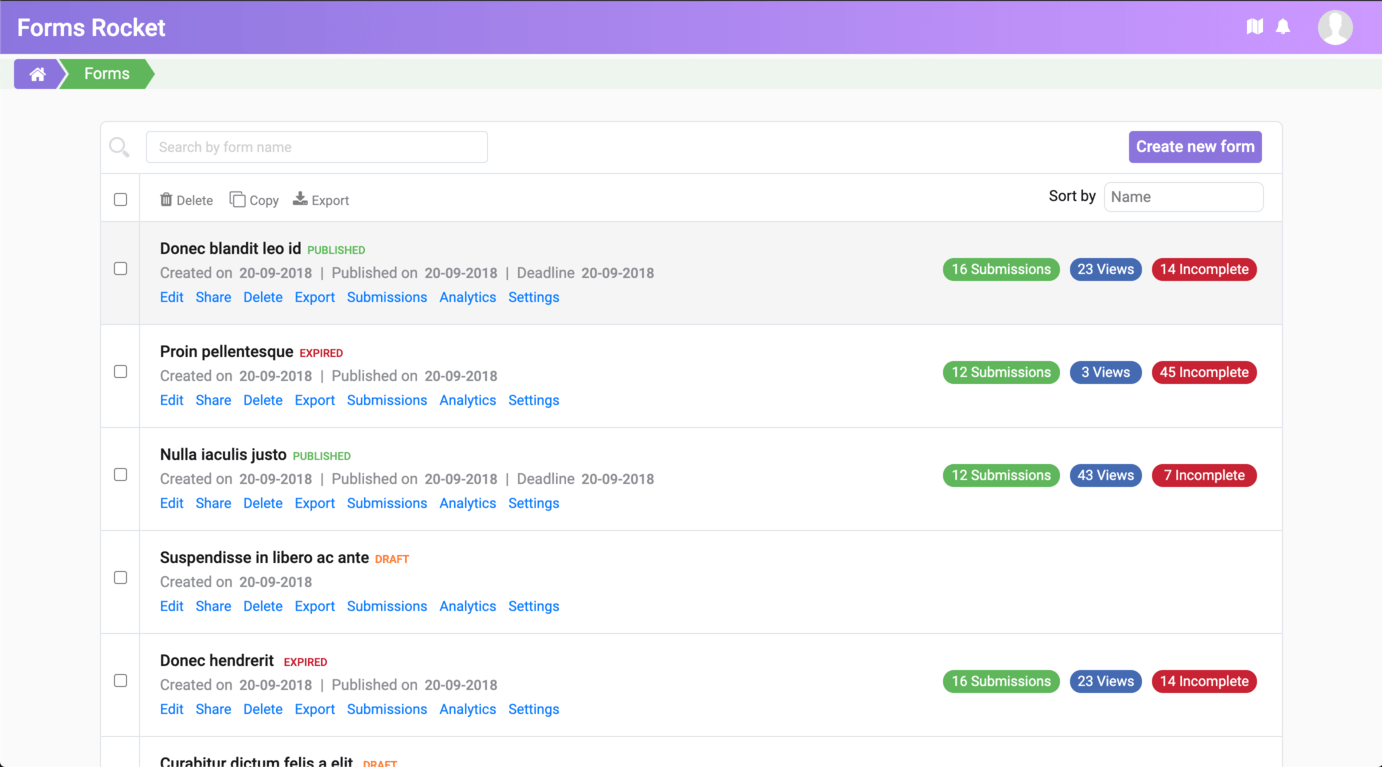 Forms Rocket
Forms
Search by form name
Create new form
Delete Copy Export
Sort by Name
Donec blandit leo id PUBLISHED
Created on 20-09-2018 | Published on 20-09-2018 | Deadline 20-09-2018
Edit Share Delete Export Submissions Analytics Settings
16 Submissions 23 Views 14 Incomplete
Proin pellentesque EXPIRED
Created on 20-09-2018 | Published on 20-09-2018
Edit Share Delete Export Submissions Analytics Settings
12 Submissions 3 Views 45 Incomplete
Nulla iaculis justo PUBLISHED
Created on 20-09-2018 | Published on 20-09-2018 | Deadline 20-09-2018
Edit Share Delete Export Submissions Analytics Settings
12 Submissions 43 Views 7 Incomplete
Suspendisse in libero ac ante DRAFT
Created on 20-09-2018
Edit Share Delete Export Submissions Analytics Settings
Donec hendrerit EXPIRED
Created on 20-09-2018 | Published on 20-09-2018
Edit Share Delete Export Submissions Analytics Settings
16 Submissions 23 Views 14 Incomplete
Curabitur dictum felis a elit DRAFT